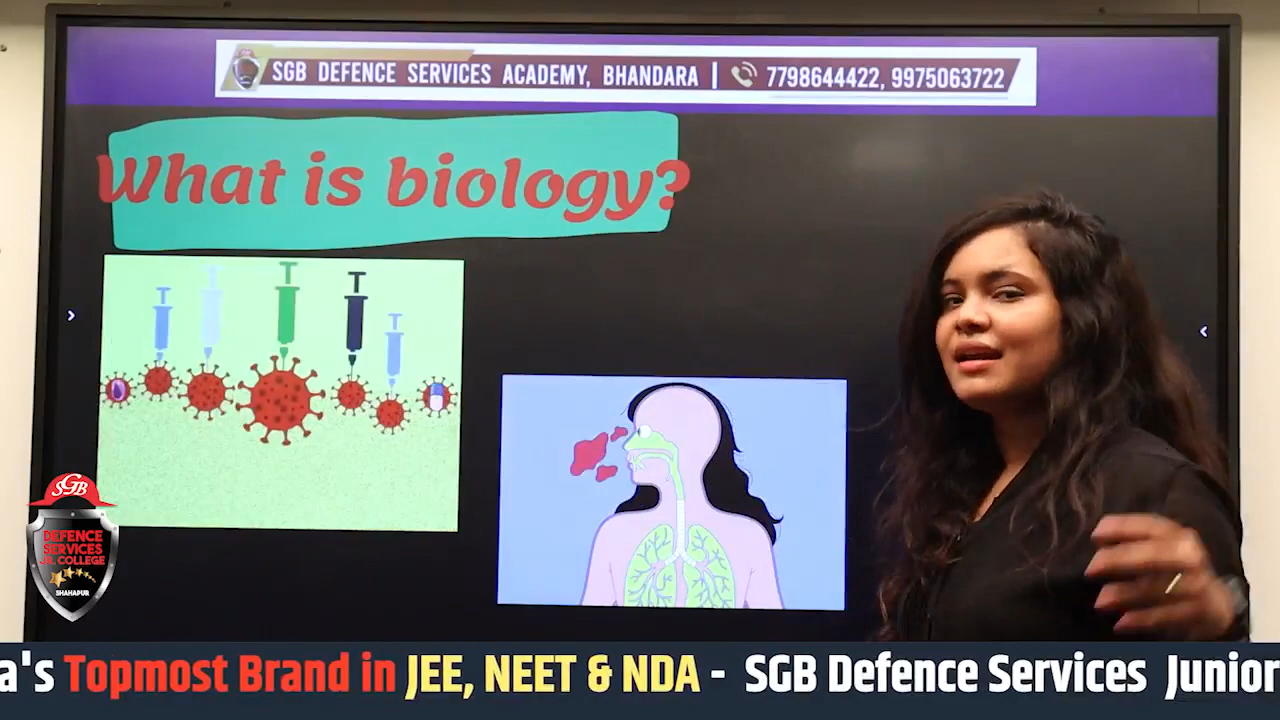 SGB DEFENCE SERVICES ACADEMY, BHANDARA | 7798644422, 9975063722
What is biology?
SGB
DEFENCE
SERVICES
JR. COLLEGE
SHAHAPUR
a's Topmost Brand in JEE, NEET & NDA - SGB Defence Services Junior